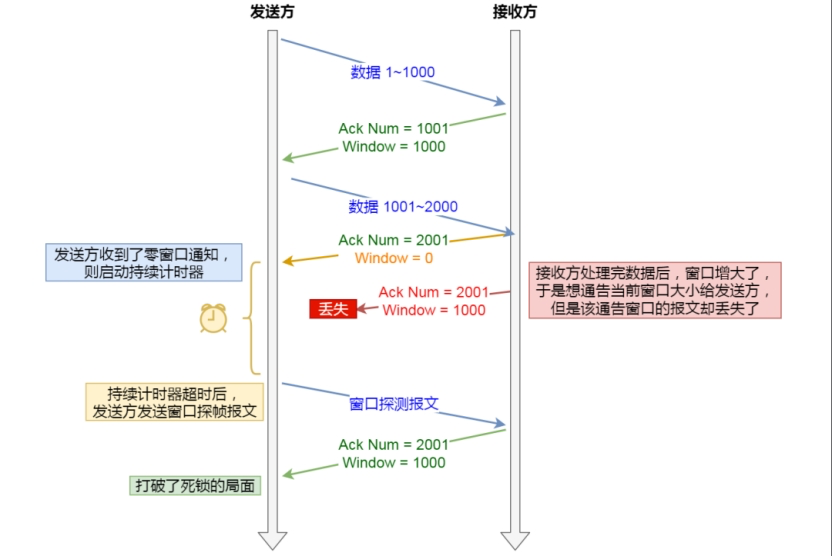 发送方
接收方
数据 1~1000
Ack Num = 1001
Window = 1000
数据 1001~2000
Ack Num = 2001
Window = 0
发送方收到了零窗口通知，
则启动持续计时器
Ack Num = 2001
Window = 1000
丢失
接收方处理完数据后，窗口增大了，
于是想通告当前窗口大小给发送方，
但是该通告窗口的报文却丢失了
持续计时器超时后，
发送方发送窗口探帧报文
窗口探测报文
Ack Num = 2001
Window = 1000
打破了死锁的局面